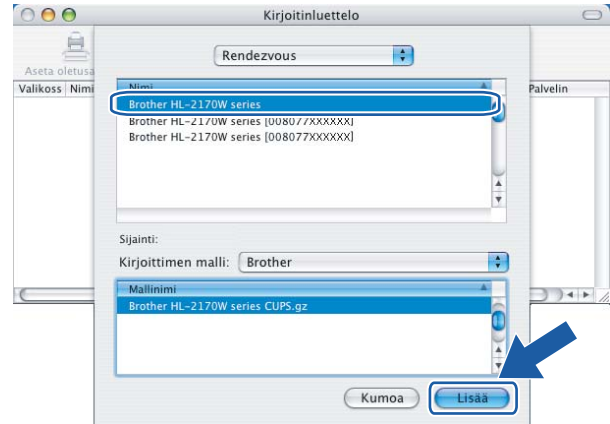 Kirjoitinluettelo
Rendezvous
Aseta oletusa
Valikoss Nimi Palvelin
Nimi
Brother HL-2170W series
Brother HL-2170W series [008077XXXXXX]
Brother HL-2170W series [008077XXXXXX]
Sijainti:
Kirjoittimen malli: Brother
Mallinimi
Brother HL-2170W series CUPS.gz
Kumoa Lisää